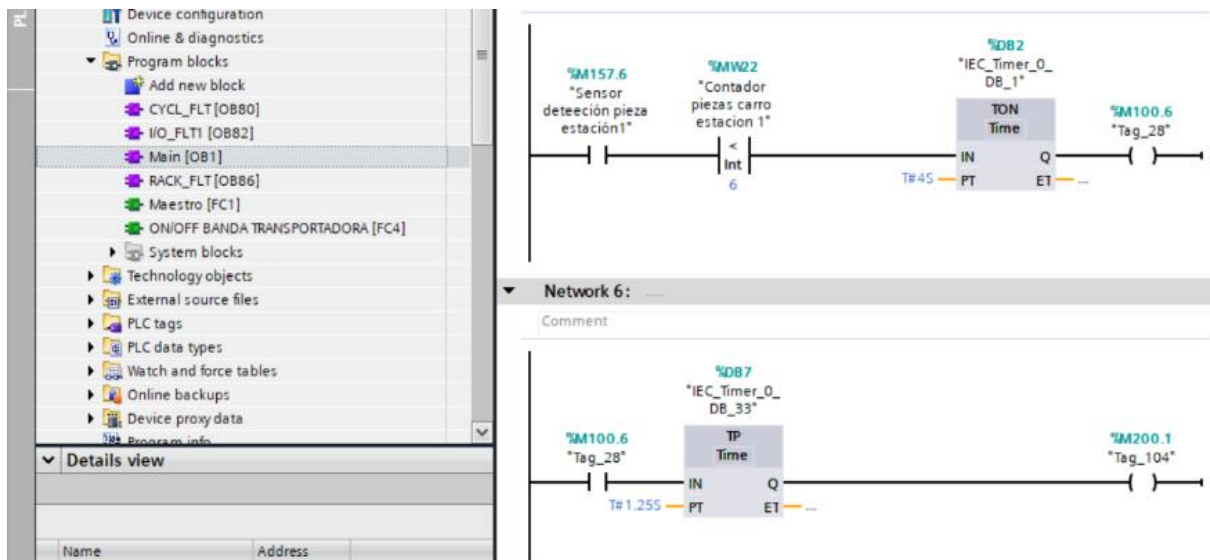 PL
Device configuration
Online & diagnostics
Program blocks
Add new block
CYCL_FLT [OB80]
I/O_FLT1 [OB82]
Main [OB1]
RACK_FLT [OB86]
Maestro [FC1]
ON/OFF BANDA TRANSPORTADORA [FC4]
System blocks
Technology objects
External source files
PLC tags
PLC data types
Watch and force tables
Online backups
Device proxy data
Program info
Details view
Name Address
%M157.6
"Sensor
deteeción pieza
estación1"
%MW22
"Contador
piezas carro
estacion 1"
<
Int
6
%DB2
"IEC_Timer_0_
DB_1"
TON
Time
IN Q
T#4S PT ET ...
%M100.6
"Tag_28"
Network 6: ....
Comment
%M100.6
"Tag_28"
%DB7
"IEC_Timer_0_
DB_33"
TP
Time
IN Q
T#1.25S PT ET ...
%M200.1
"Tag_104"